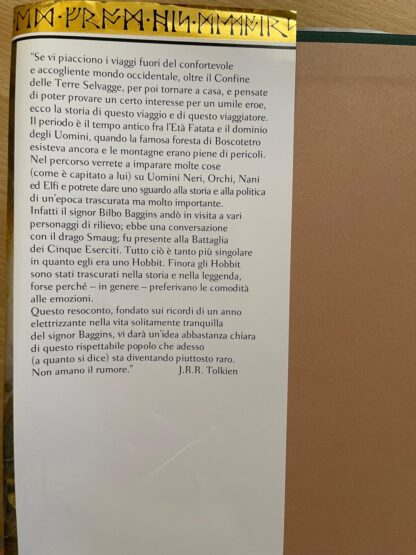 ᛖᛞ᛫ᚠᚱᚩᛗ᛫ᚻᛁᛋ᛫ᛗᛖᛗᚩᛁᚱᛋ
"Se vi piacciono i viaggi fuori del confortevole
e accogliente mondo occidentale, oltre il Confine
delle Terre Selvagge, per poi tornare a casa, e pensate
di poter provare un certo interesse per un umile eroe,
ecco la storia di questo viaggio e di questo viaggiatore.
Il periodo è il tempo antico fra l'Età Fatata e il dominio
degli Uomini, quando la famosa foresta di Boscotetro
esisteva ancora e le montagne erano piene di pericoli.
Nel percorso verrete a imparare molte cose
(come è capitato a lui) su Uomini Neri, Orchi, Nani
ed Elfi e potrete dare uno sguardo alla storia e alla politica
di un'epoca trascurata ma molto importante.
Infatti il signor Bilbo Baggins andò in visita a vari
personaggi di rilievo; ebbe una conversazione
con il drago Smaug; fu presente alla Battaglia
dei Cinque Eserciti. Tutto ciò è tanto più singolare
in quanto egli era uno Hobbit. Finora gli Hobbit
sono stati trascurati nella storia e nella leggenda,
forse perché – in genere – preferivano le comodità
alle emozioni.
Questo resoconto, fondato sui ricordi di un anno
elettrizzante nella vita solitamente tranquilla
del signor Baggins, vi darà un'idea abbastanza chiara
di questo rispettabile popolo che adesso
(a quanto si dice) sta diventando piuttosto raro.
Non amano il rumore." J.R.R. Tolkien